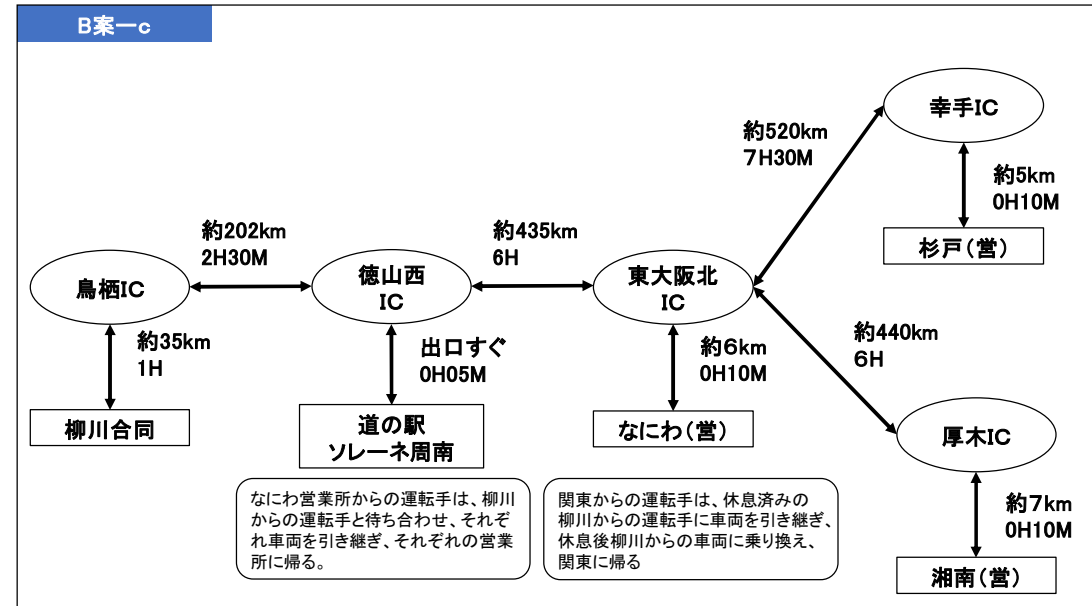 B案ーc
幸手IC
約520km
7H30M
約5km
0H10M
杉戸(営)
約202km
2H30M
約435km
6H
鳥栖IC
徳山西
IC
東大阪北
IC
約35km
1H
出口すぐ
0H05M
約6km
0H10M
約440km
6H
柳川合同
道の駅
ソレーネ周南
なにわ(営)
厚木IC
約7km
0H10M
湘南(営)
なにわ営業所からの運転手は、柳川
からの運転手と待ち合わせ、それぞ
れ車両を引き継ぎ、それぞれの営業
所に帰る。
関東からの運転手は、休息済みの
柳川からの運転手に車両を引き継ぎ、
休息後柳川からの車両に乗り換え、
関東に帰る